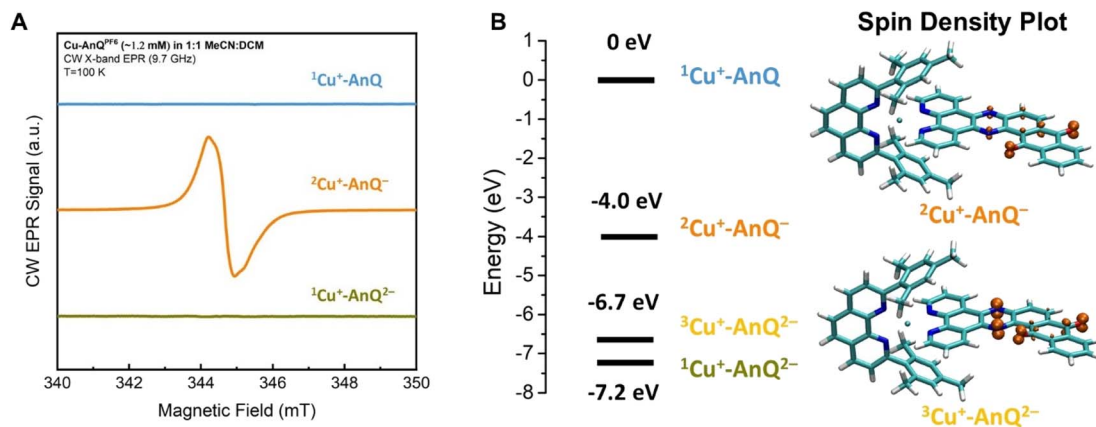 A
Cu-AnQ^PF6 (~1.2 mM) in 1:1 MeCN:DCM
CW X-band EPR (9.7 GHz)
T=100 K
¹Cu⁺-AnQ
²Cu⁺-AnQ⁻
¹Cu⁺-AnQ²⁻
CW EPR Signal (a.u.)
340 342 344 346 348 350
Magnetic Field (mT)
B
Spin Density Plot
Energy (eV)
1
0
-1
-2
-3
-4
-5
-6
-7
-8
0 eV
¹Cu⁺-AnQ
-4.0 eV
²Cu⁺-AnQ⁻
-6.7 eV
³Cu⁺-AnQ²⁻
¹Cu⁺-AnQ²⁻
-7.2 eV
²Cu⁺-AnQ⁻
³Cu⁺-AnQ²⁻